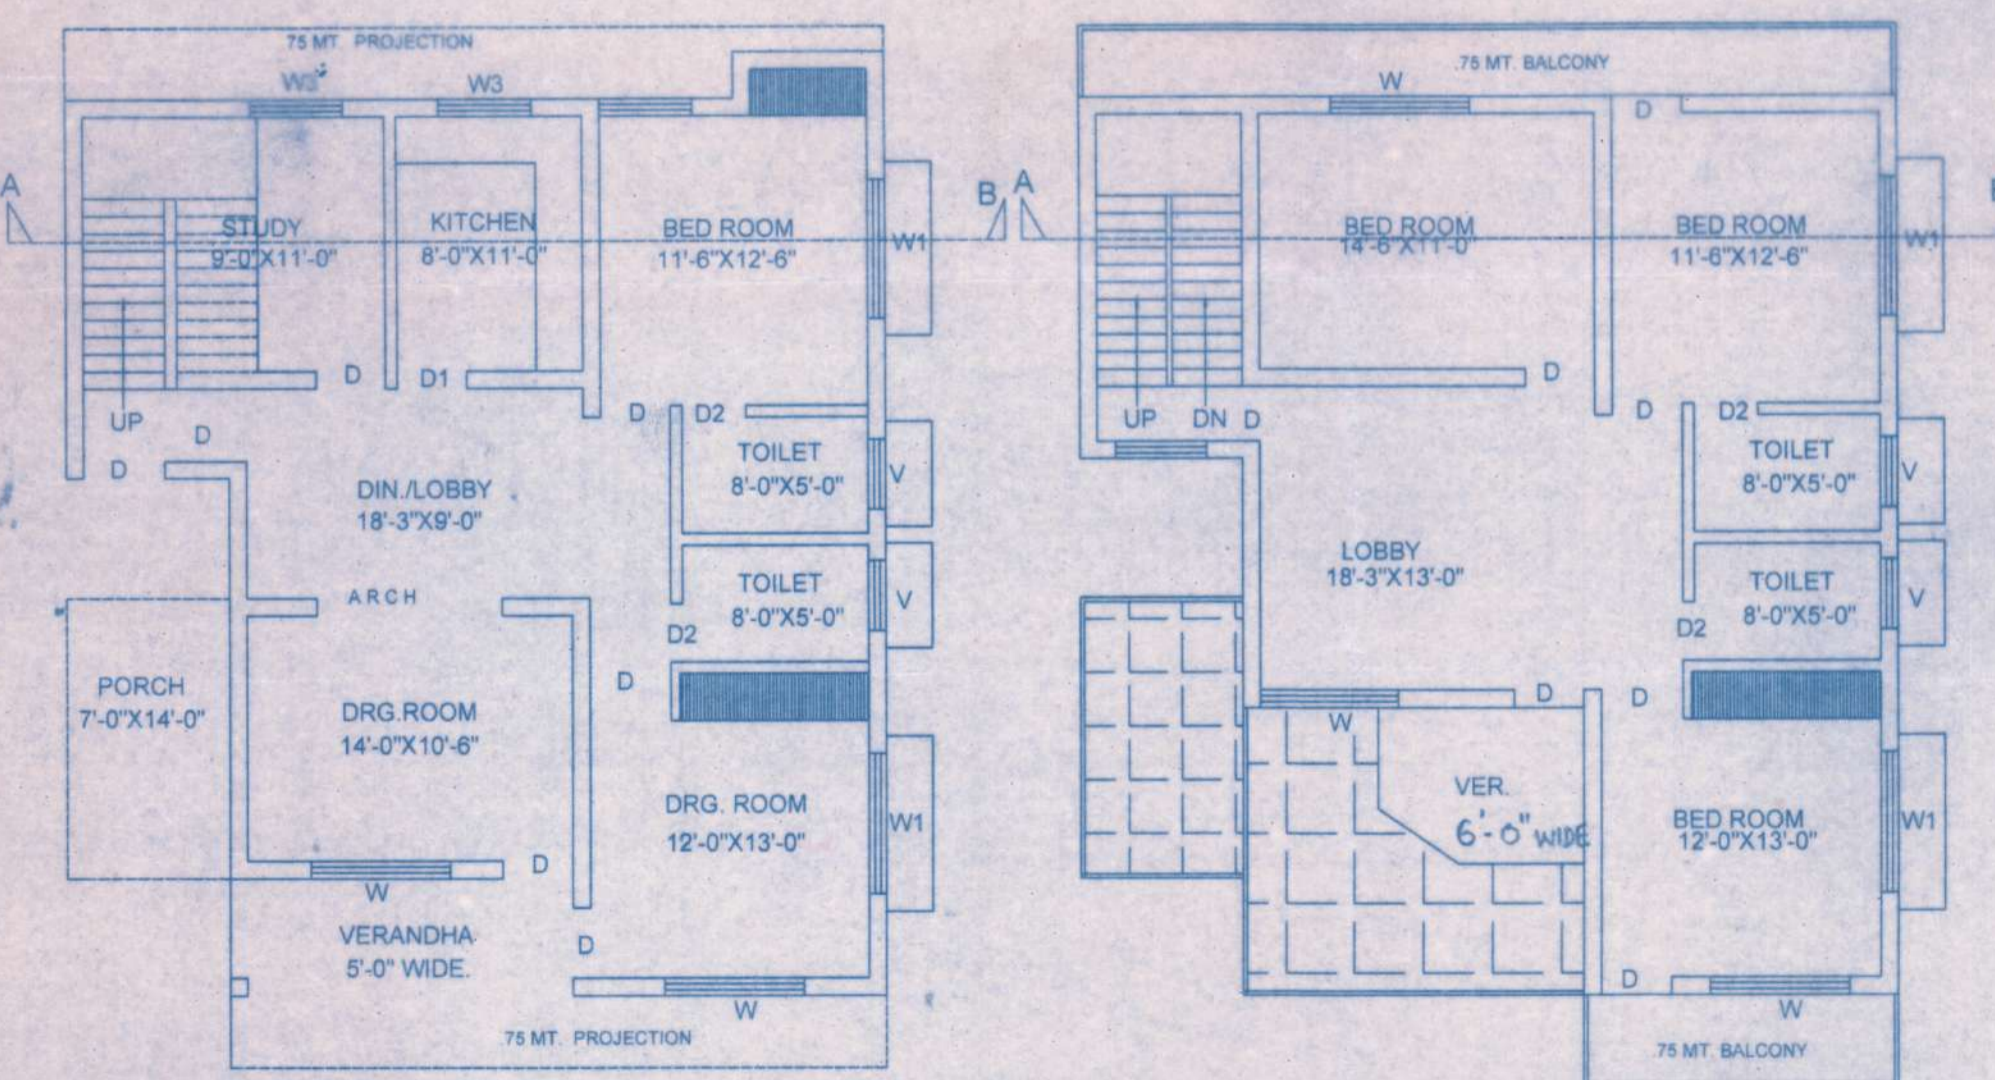 .75 MT. PROJECTION
W3
W3
A
STUDY
9'-0"X11'-0"
KITCHEN
8'-0"X11'-0"
BED ROOM
11'-6"X12'-6"
W1
D
D1
UP
D
D
D
D2
TOILET
8'-0"X5'-0"
V
DIN./LOBBY
18'-3"X9'-0"
ARCH
TOILET
8'-0"X5'-0"
V
D2
D
PORCH
7'-0"X14'-0"
DRG.ROOM
14'-0"X10'-6"
DRG. ROOM
12'-0"X13'-0"
W1
D
W
VERANDHA
5'-0" WIDE.
D
W
.75 MT. PROJECTION
.75 MT. BALCONY
W
D
B
A
BED ROOM
14'-6"X11'-0"
BED ROOM
11'-6"X12'-6"
W1
D
UP
DN
D
D
D2
TOILET
8'-0"X5'-0"
V
LOBBY
18'-3"X13'-0"
TOILET
8'-0"X5'-0"
V
D2
D
D
W
VER.
6'-0" WIDE
BED ROOM
12'-0"X13'-0"
W1
D
W
.75 MT. BALCONY